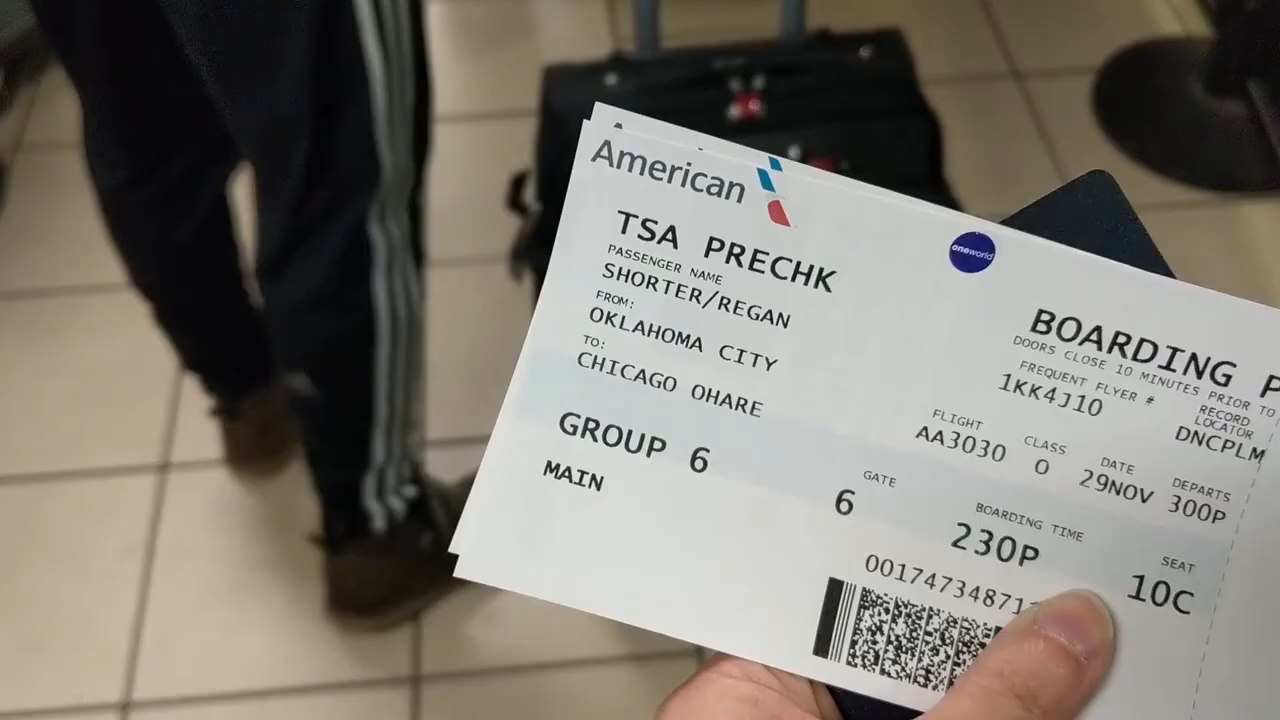 American
oneworld
TSA PRECHK
PASSENGER NAME
SHORTER/REGAN
FROM:
OKLAHOMA CITY
TO:
CHICAGO OHARE
GROUP 6
MAIN
BOARDING P
DOORS CLOSE 10 MINUTES PRIOR TO
FREQUENT FLYER #
1KK4J10
RECORD
LOCATOR
DNCPLM
FLIGHT
AA3030
CLASS
O
DATE
29NOV
DEPARTS
300P
GATE
6
BOARDING TIME
230P
SEAT
10C
00174734871